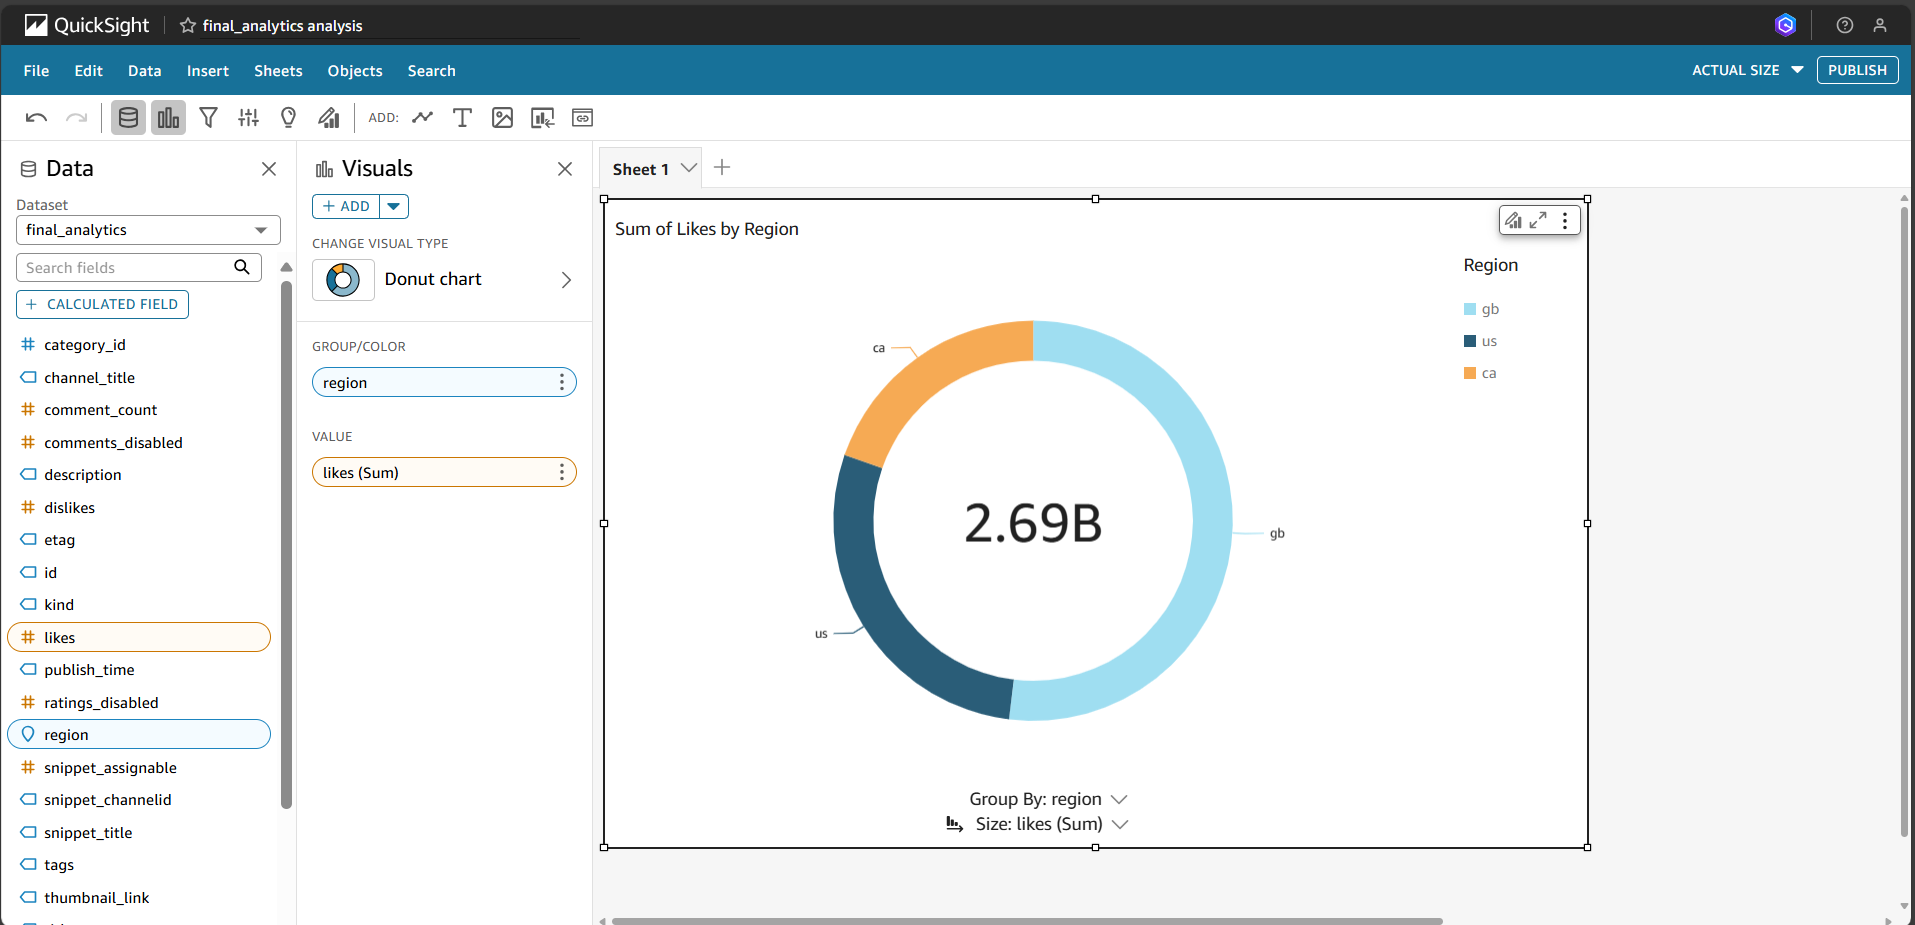 QuickSight
final_analytics analysis
File Edit Data Insert Sheets Objects Search
ACTUAL SIZE
PUBLISH
ADD:
Data
Dataset
final_analytics
Search fields
+ CALCULATED FIELD
category_id
channel_title
comment_count
comments_disabled
description
dislikes
etag
id
kind
likes
publish_time
ratings_disabled
region
snippet_assignable
snippet_channelid
snippet_title
tags
thumbnail_link
Visuals
+ ADD
CHANGE VISUAL TYPE
Donut chart
GROUP/COLOR
region
VALUE
likes (Sum)
Sheet 1
Sum of Likes by Region
Region
gb
us
ca
ca
2.69B
gb
us
Group By: region
Size: likes (Sum)